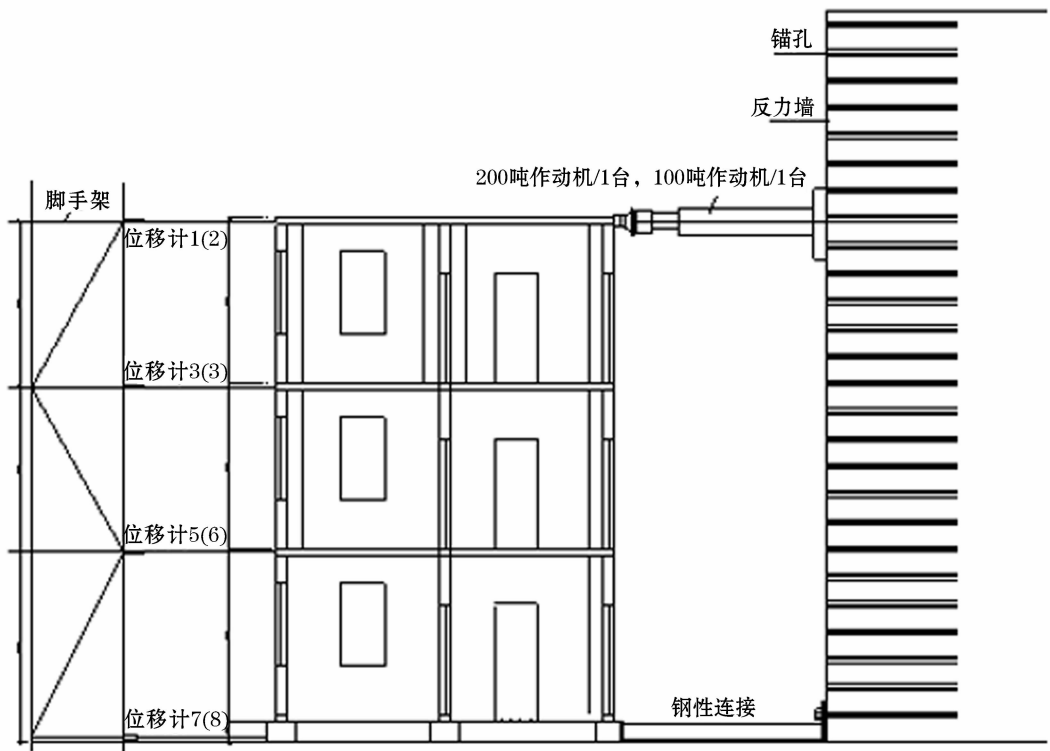 锚孔
反力墙
200吨作动机/1台，100吨作动机/1台
脚手架
位移计1(2)
位移计3(3)
位移计5(6)
位移计7(8)
钢性连接